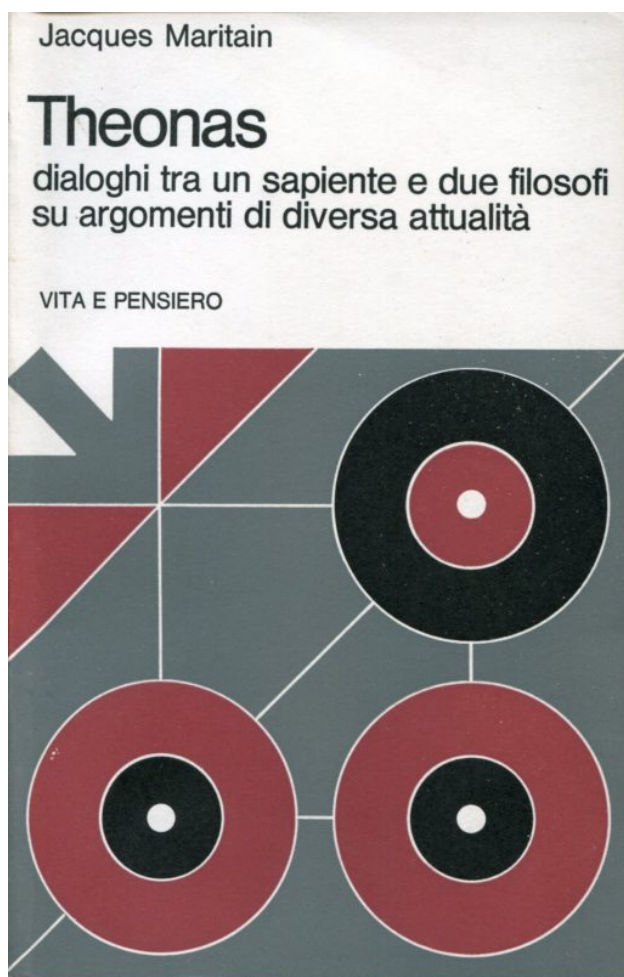 Jacques Maritain
Theonas
dialoghi tra un sapiente e due filosofi
su argomenti di diversa attualità
VITA E PENSIERO